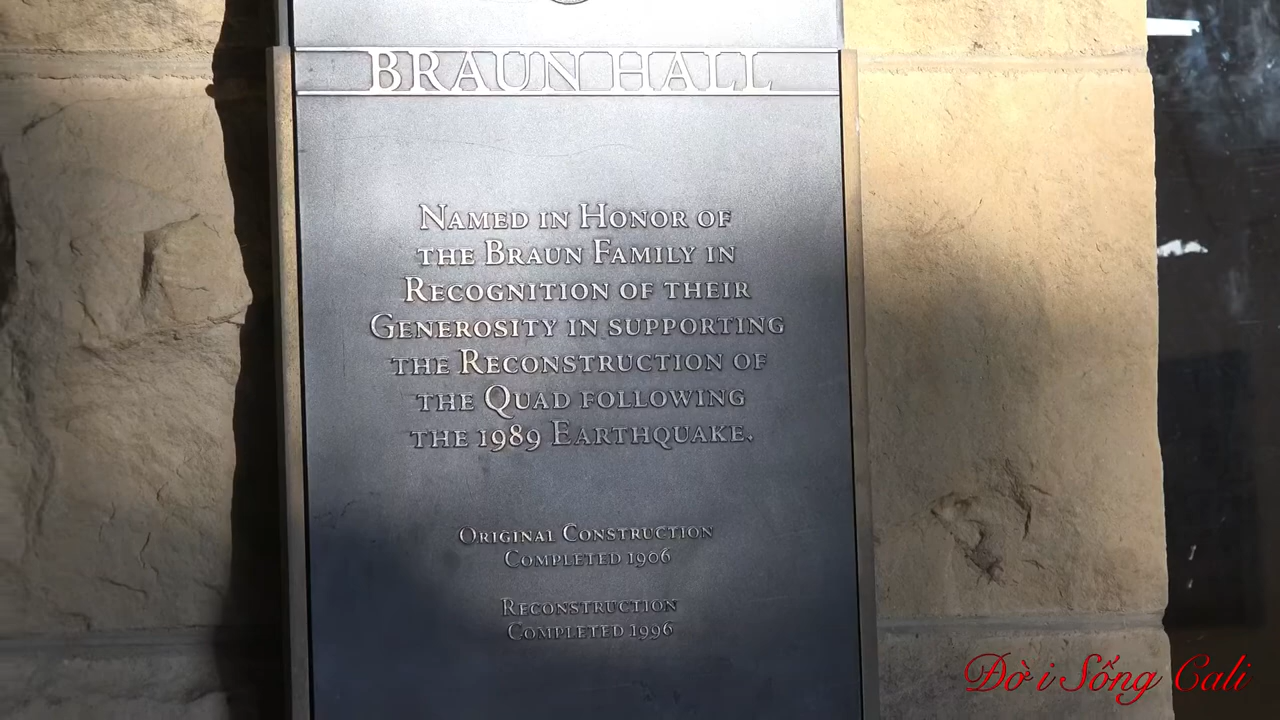 BRAUN HALL
NAMED IN HONOR OF
THE BRAUN FAMILY IN
RECOGNITION OF THEIR
GENEROSITY IN SUPPORTING
THE RECONSTRUCTION OF
THE QUAD FOLLOWING
THE 1989 EARTHQUAKE.
ORIGINAL CONSTRUCTION
COMPLETED 1906
RECONSTRUCTION
COMPLETED 1996
Đờ i Sống Cali